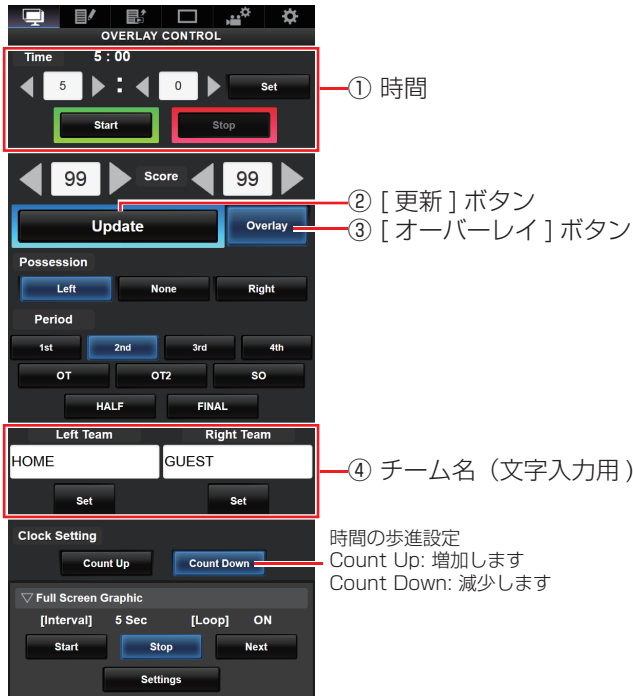 OVERLAY CONTROL
Time 5 : 00
5 : 0 Set
① 時間
Start Stop
99 Score 99
② [ 更新 ] ボタン
Update Overlay
③ [ オーバーレイ ] ボタン
Possession
Left None Right
Period
1st 2nd 3rd 4th
OT OT2 SO
HALF FINAL
Left Team Right Team
HOME GUEST
④ チーム名（文字入力用 )
Set Set
Clock Setting
時間の歩進設定
Count Up Count Down
Count Up: 増加します
Count Down: 減少します
▽ Full Screen Graphic
[Interval] 5 Sec [Loop] ON
Start Stop Next
Settings